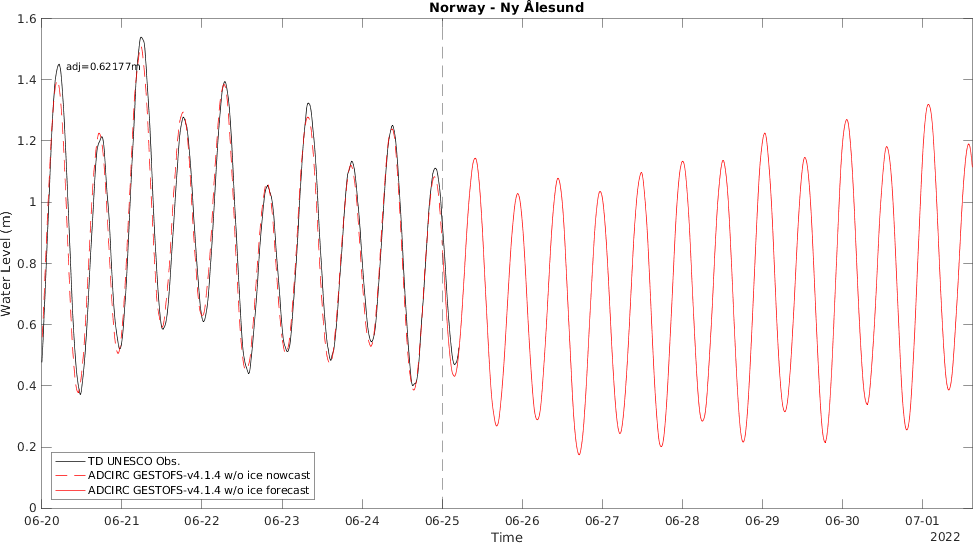 Norway - Ny Ålesund
1.6
1.4
1.2
1
0.8
0.6
0.4
0.2
0
Water Level (m)
adj=0.62177m
TD UNESCO Obs.
ADCIRC GESTOFS-v4.1.4 w/o ice nowcast
ADCIRC GESTOFS-v4.1.4 w/o ice forecast
06-20 06-21 06-22 06-23 06-24 06-25 06-26 06-27 06-28 06-29 06-30 07-01
Time
2022